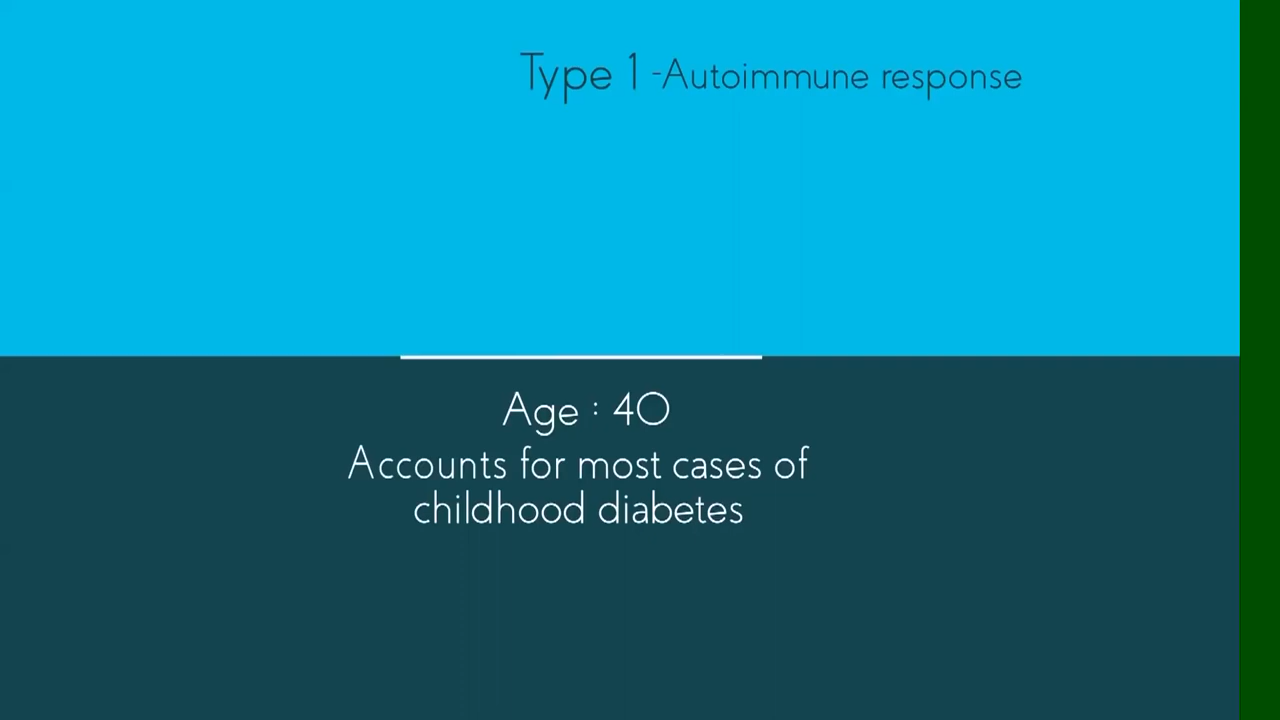 Type 1 -Autoimmune response
Age : 40
Accounts for most cases of
childhood diabetes